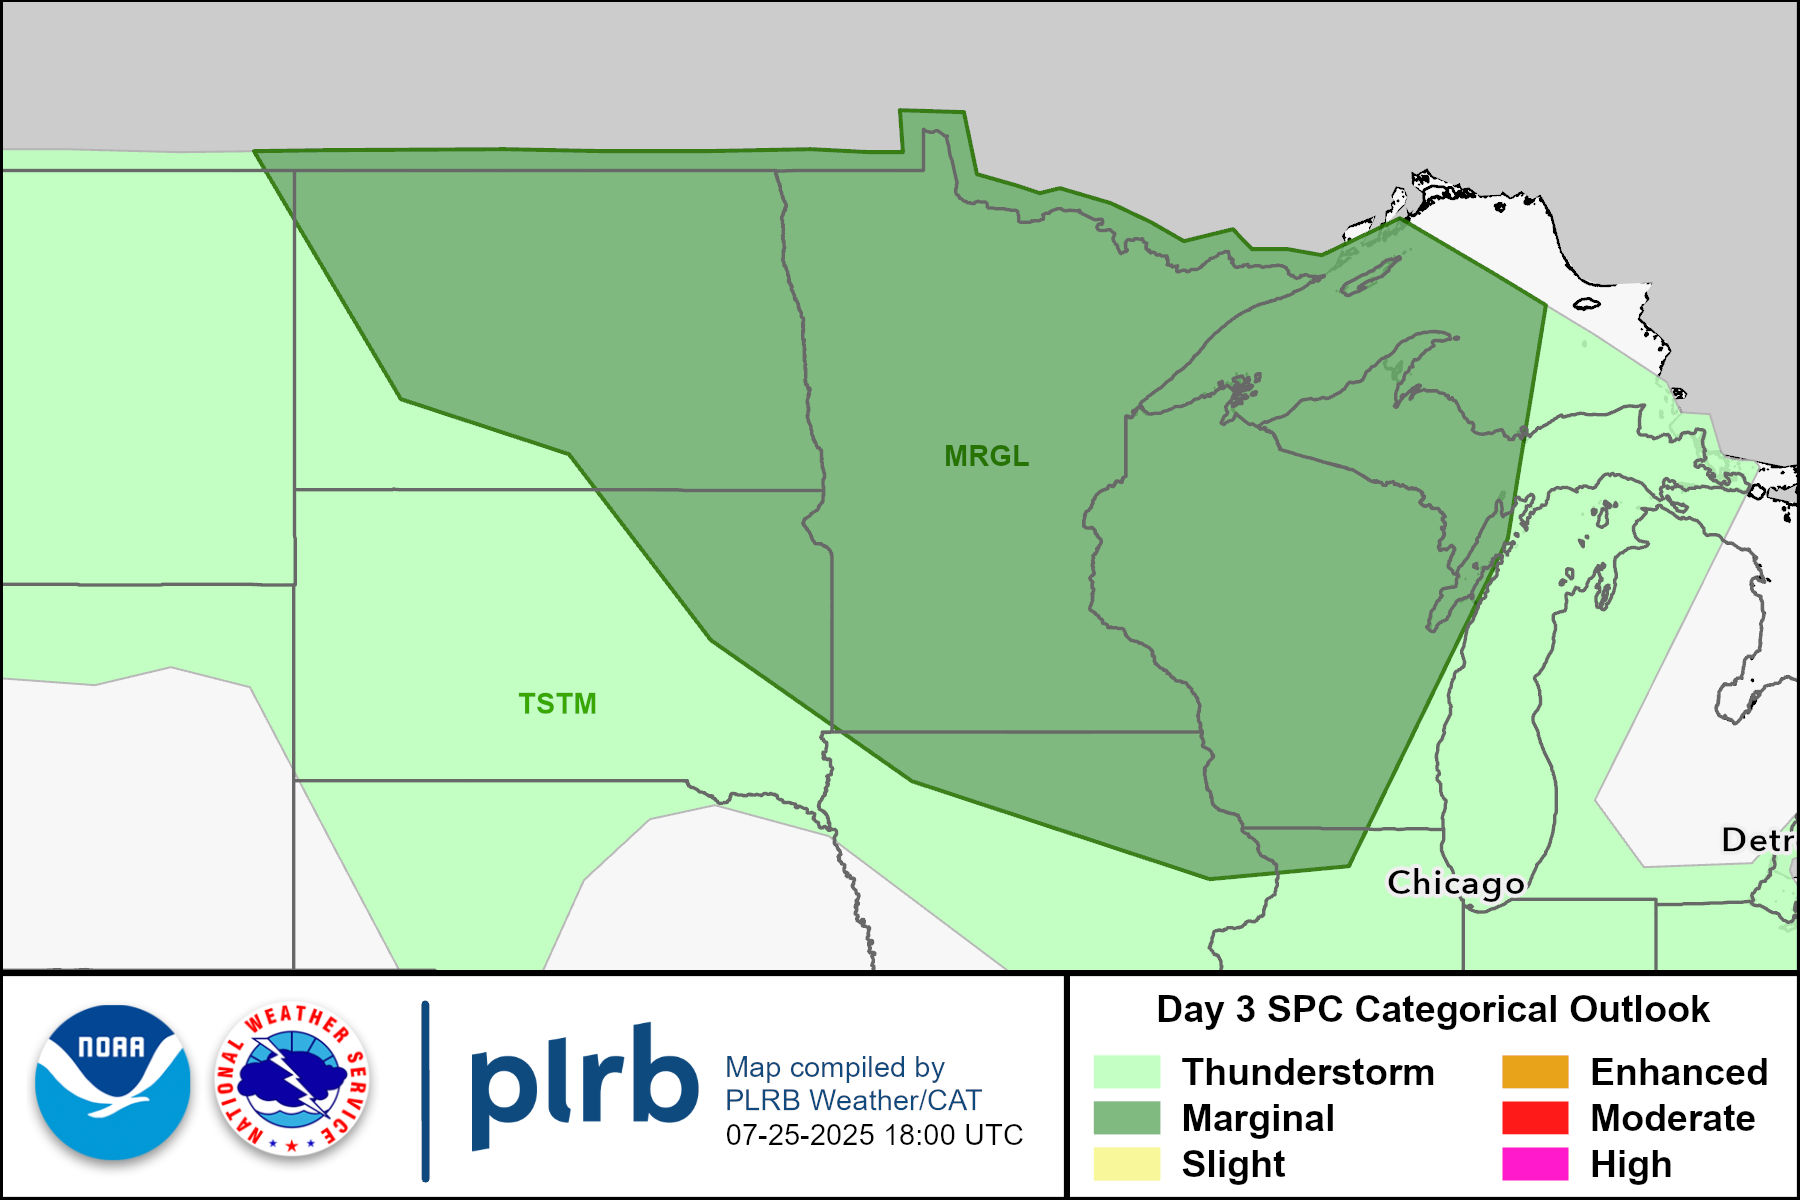 MRGL
TSTM
Chicago
Detr
NOAA
NATIONAL WEATHER SERVICE
plrb
Map compiled by
PLRB Weather/CAT
07-25-2025 18:00 UTC
Day 3 SPC Categorical Outlook
Thunderstorm
Marginal
Slight
Enhanced
Moderate
High